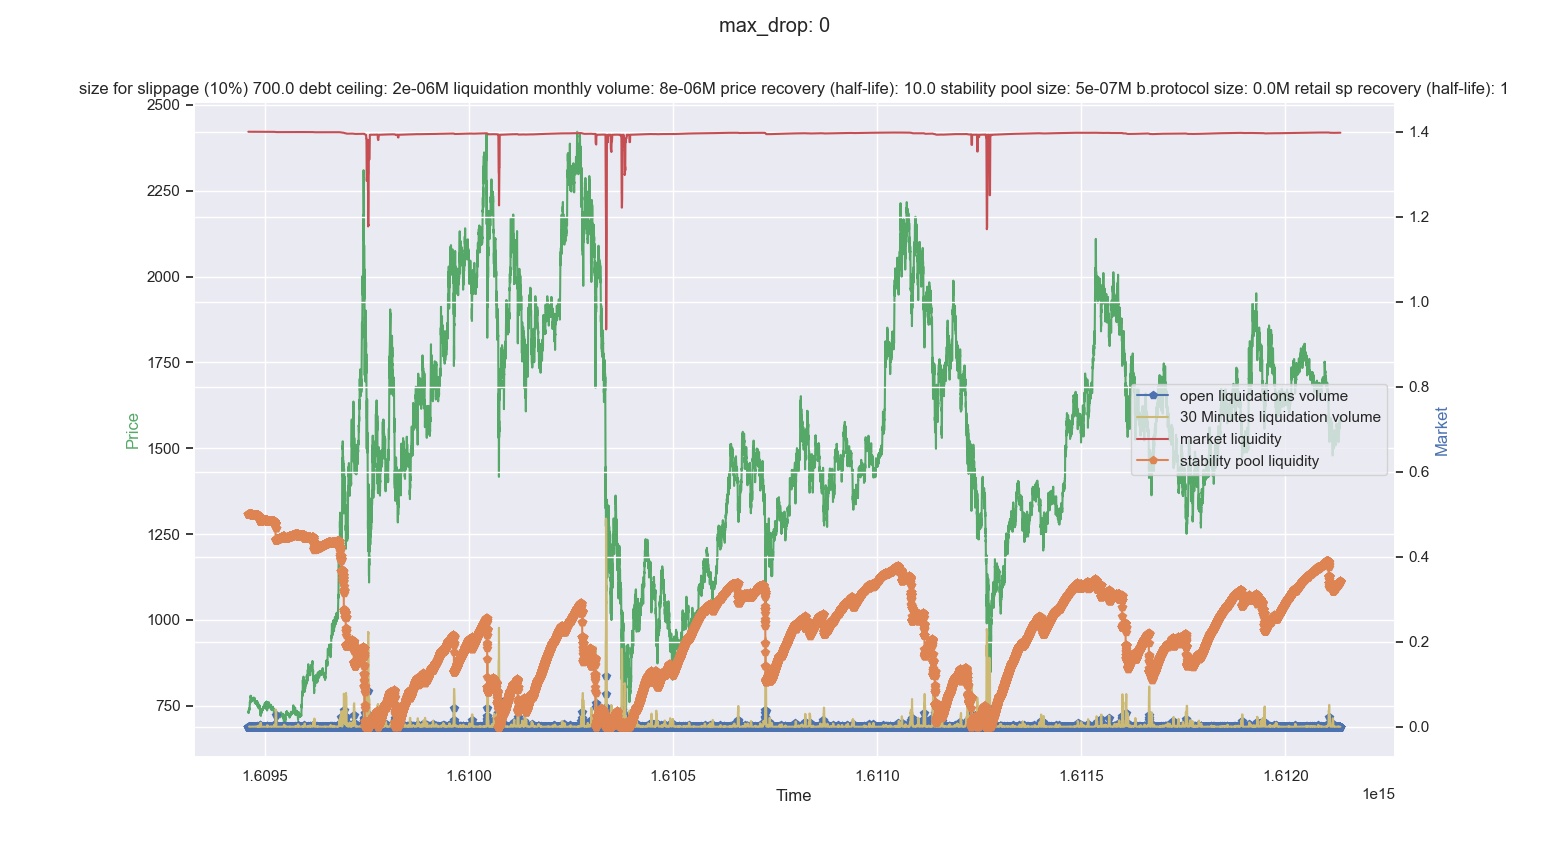 max_drop: 0
size for slippage (10%) 700.0 debt ceiling: 2e-06M liquidation monthly volume: 8e-06M price recovery (half-life): 10.0 stability pool size: 5e-07M b.protocol size: 0.0M retail sp recovery (half-life): 1
2500
2250
2000
1750
1500
1250
1000
750
Price
1.4
1.2
1.0
0.8
0.6
0.4
0.2
0.0
Market
open liquidations volume
30 Minutes liquidation volume
market liquidity
stability pool liquidity
1.6095
1.6100
1.6105
1.6110
1.6115
1.6120
1e15
Time